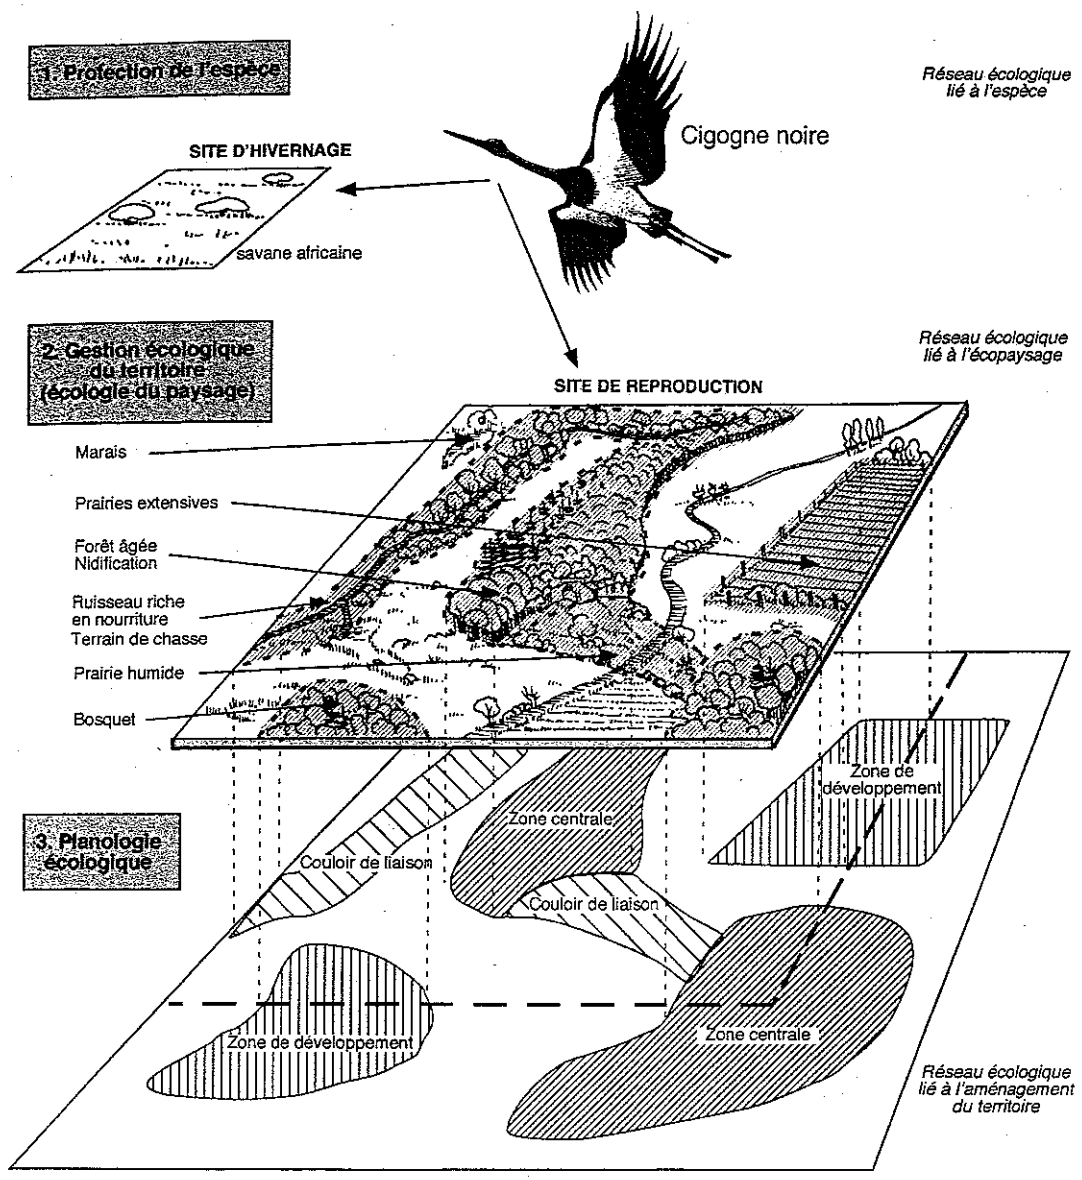 1. Protection de l'espèce
Réseau écologique
lié à l'espèce
Cigogne noire
SITE D'HIVERNAGE
savane africaine
2. Gestion écologique
du territoire
(écologie du paysage)
Réseau écologique
lié à l'écopaysage
SITE DE REPRODUCTION
Marais
Prairies extensives
Forêt âgée
Nidification
Ruisseau riche
en nourriture
Terrain de chasse
Prairie humide
Bosquet
3. Planologie
écologique
Zone de
développement
Zone centrale
Couloir de liaison
Couloir de liaison
Zone de développement
Zone centrale
Réseau écologique
lié à l'aménagement
du territoire